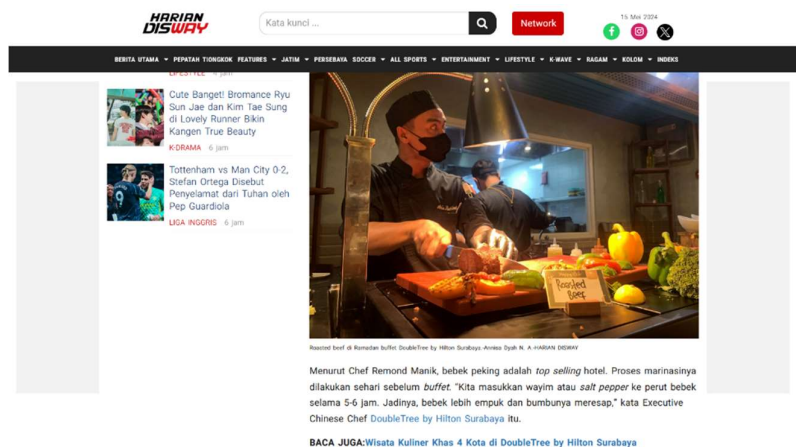 HARIAN
DISWAY
Kata kunci ...
Network
15 Mei 2024
BERITA UTAMA PEPATAH TIONGKOK FEATURES JATIM PERSEBAYA SOCCER ALL SPORTS ENTERTAINMENT LIFESTYLE K-WAVE RAGAM KOLOM INDEKS
LIFESTYLE 4 jam
Cute Banget! Bromance Ryu
Sun Jae dan Kim Tae Sung
di Lovely Runner Bikin
Kangen True Beauty
K-DRAMA 6 jam
Tottenham vs Man City 0-2,
Stefan Ortega Disebut
Penyelamat dari Tuhan oleh
Pep Guardiola
LIGA INGGRIS 6 jam
Roasted
Beef
Roasted beef di Ramadan buffet DoubleTree by Hilton Surabaya.-Annisa Dyah N. A.-HARIAN DISWAY
Menurut Chef Remond Manik, bebek peking adalah top selling hotel. Proses marinasinya
dilakukan sehari sebelum buffet. "Kita masukkan wayim atau salt pepper ke perut bebek
selama 5-6 jam. Jadinya, bebek lebih empuk dan bumbunya meresap," kata Executive
Chinese Chef DoubleTree by Hilton Surabaya itu.
BACA JUGA:Wisata Kuliner Khas 4 Kota di DoubleTree by Hilton Surabaya